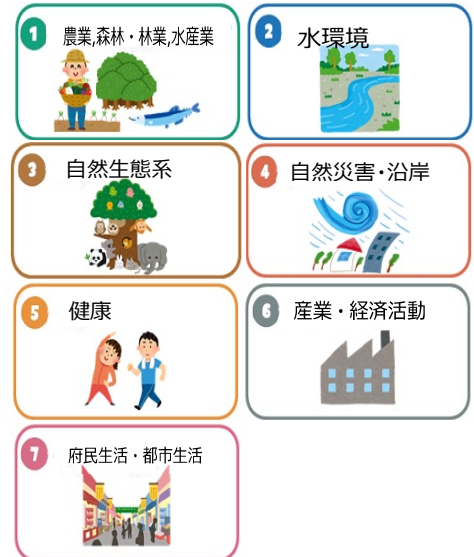 1 農業,森林・林業,水産業
2 水環境
3 自然生態系
4 自然災害・沿岸
5 健康
6 産業・経済活動
7 府民生活・都市生活